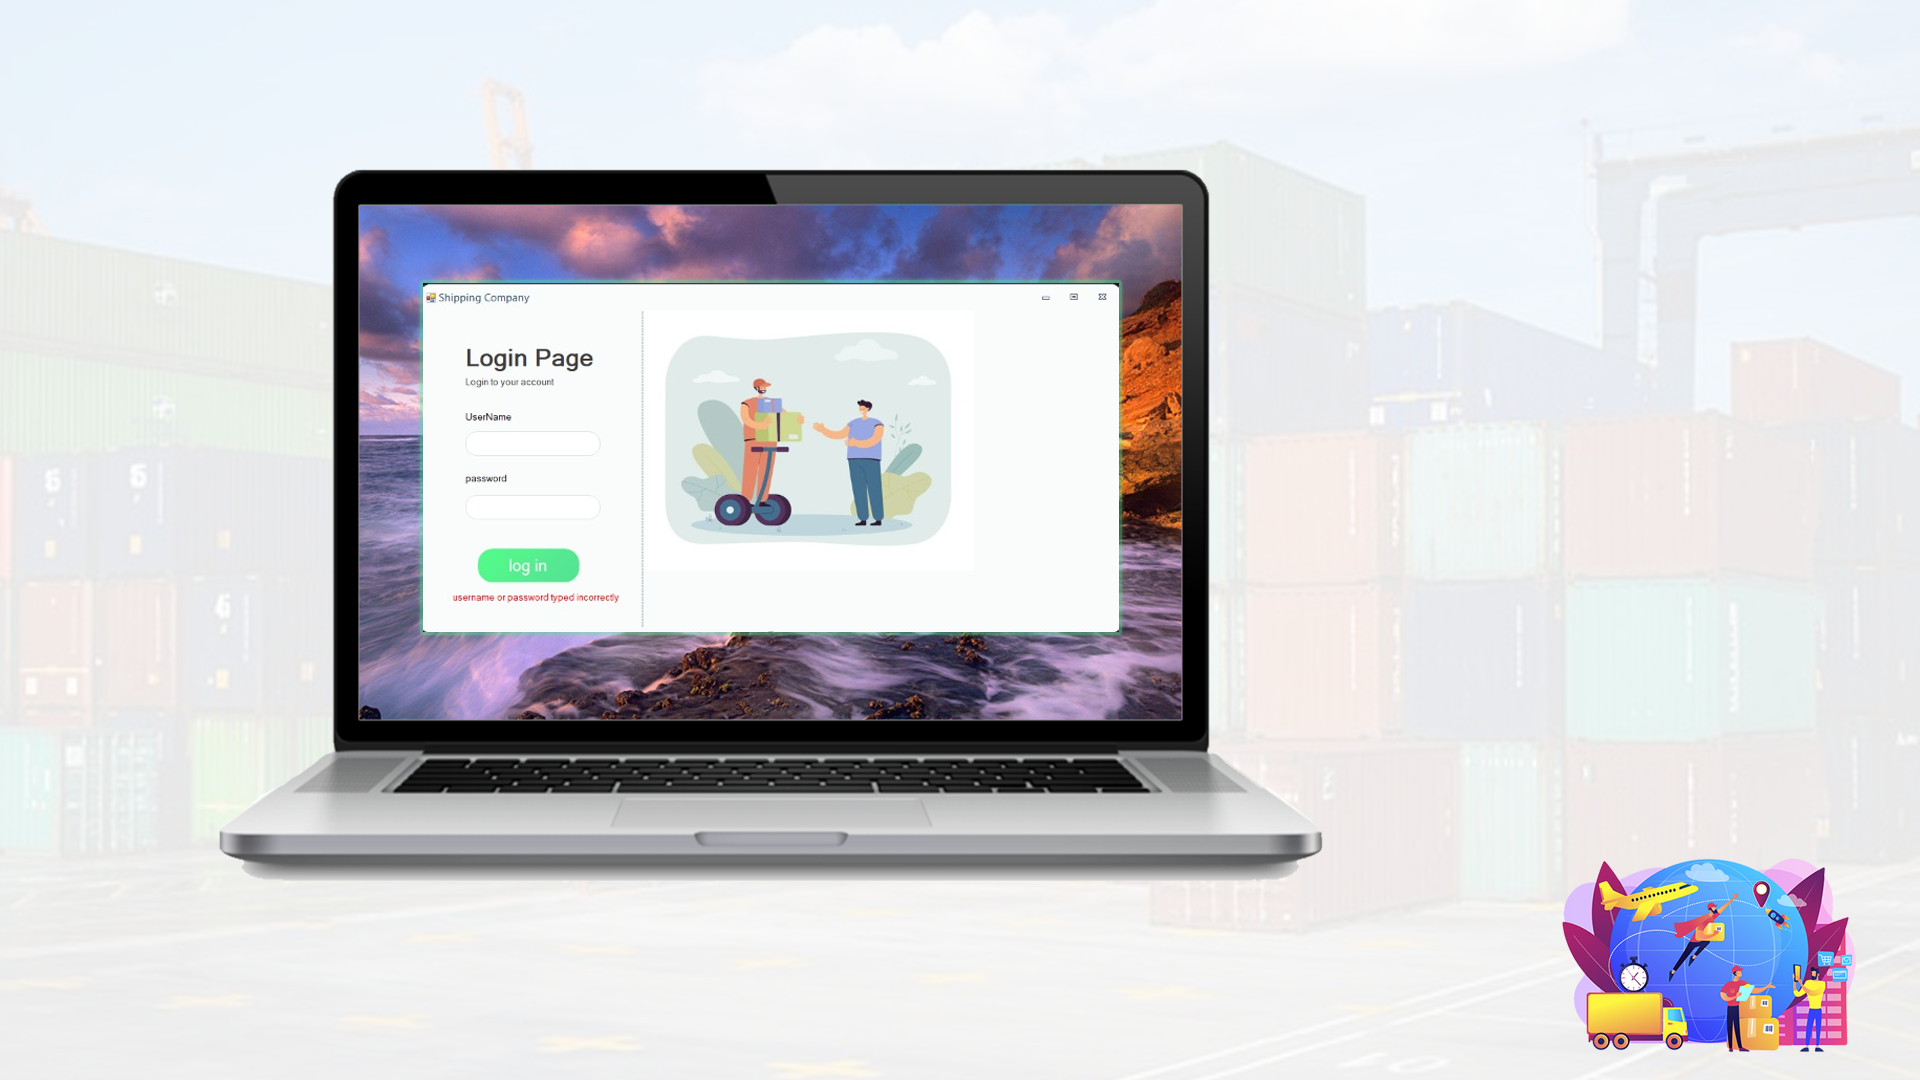 Shipping Company
Login Page
Login to your account
UserName
password
log in
username or password typed incorrectly